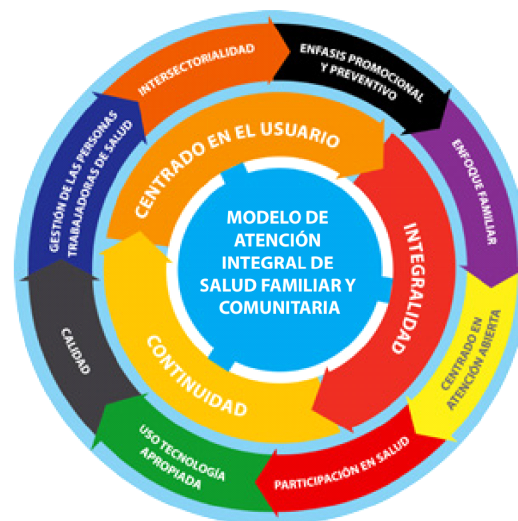 INTERSECTORIALIDAD
ENFASIS PROMOCIONAL
Y PREVENTIVO
ENFOQUE FAMILIAR
CENTRADO EN
ATENCIÓN ABIERTA
PARTICIPACIÓN EN SALUD
USO TECNOLOGÍA
APROPIADA
CALIDAD
GESTIÓN DE LAS PERSONAS
TRABAJADORAS DE SALUD
CENTRADO EN EL USUARIO
INTEGRALIDAD
CONTINUIDAD
MODELO DE
ATENCIÓN
INTEGRAL DE
SALUD FAMILIAR Y
COMUNITARIA